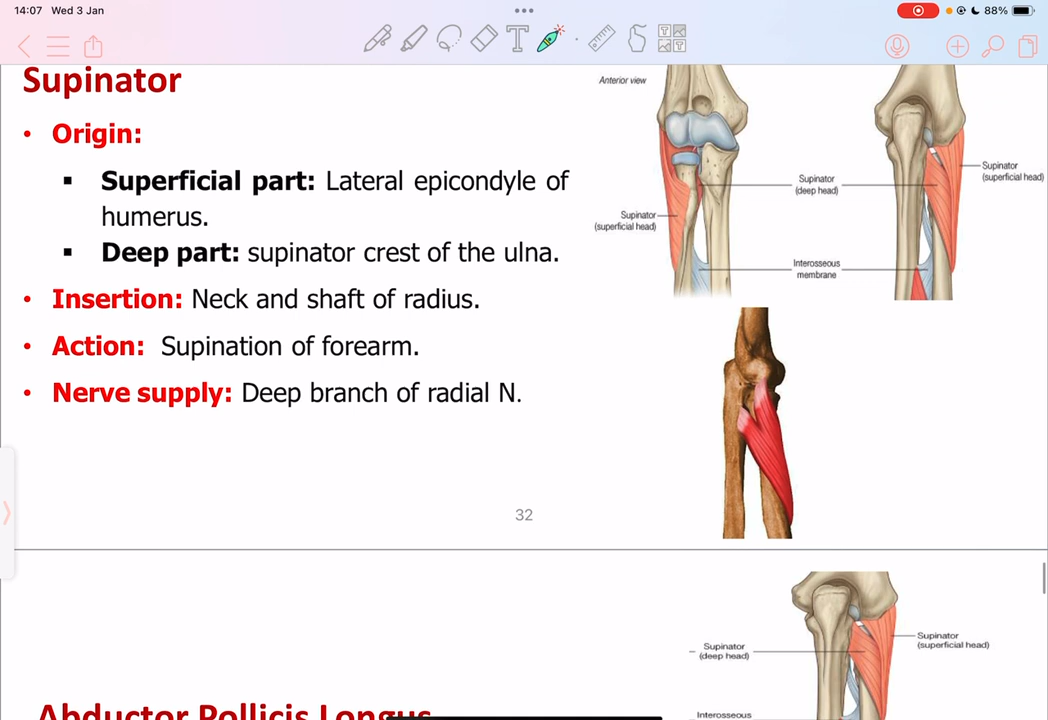 14:07 Wed 3 Jan
88%
Supinator
• Origin:
▪ Superficial part: Lateral epicondyle of
humerus.
▪ Deep part: supinator crest of the ulna.
• Insertion: Neck and shaft of radius.
• Action: Supination of forearm.
• Nerve supply: Deep branch of radial N.
Anterior view
Supinator
(superficial head)
Supinator
(deep head)
Interosseous
membrane
Supinator
(superficial head)
32
Supinator
(deep head)
Supinator
(superficial head)
Interosseous
Abductor Pollicis Longus